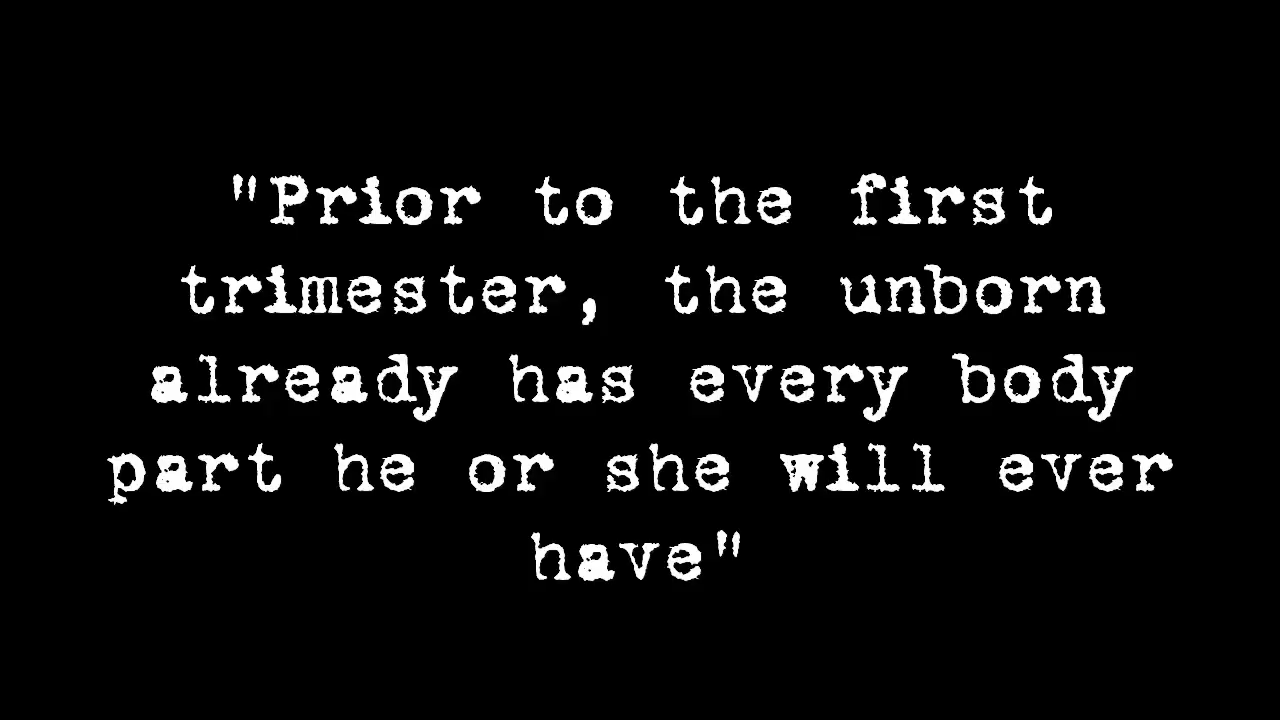 "Prior to the first
trimester, the unborn
already has every body
part he or she will ever
have"